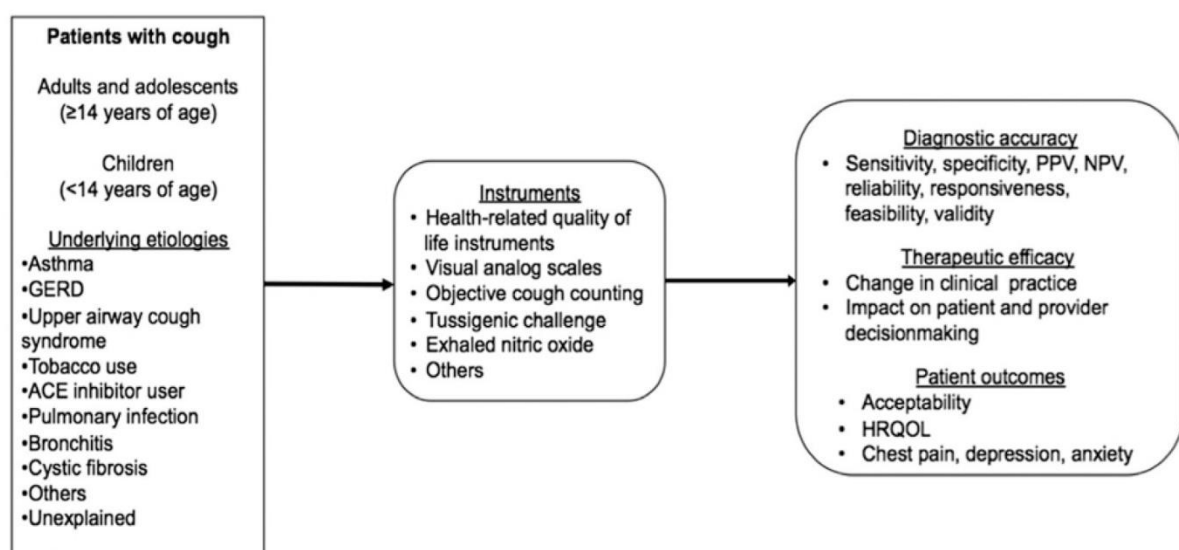 Patients with cough
Adults and adolescents
(≥14 years of age)
Children
(<14 years of age)
Underlying etiologies
•Asthma
•GERD
•Upper airway cough
syndrome
•Tobacco use
•ACE inhibitor user
•Pulmonary infection
•Bronchitis
•Cystic fibrosis
•Others
•Unexplained
Instruments
• Health-related quality of
life instruments
• Visual analog scales
• Objective cough counting
• Tussigenic challenge
• Exhaled nitric oxide
• Others
Diagnostic accuracy
• Sensitivity, specificity, PPV, NPV,
reliability, responsiveness,
feasibility, validity
Therapeutic efficacy
• Change in clinical practice
• Impact on patient and provider
decisionmaking
Patient outcomes
• Acceptability
• HRQOL
• Chest pain, depression, anxiety